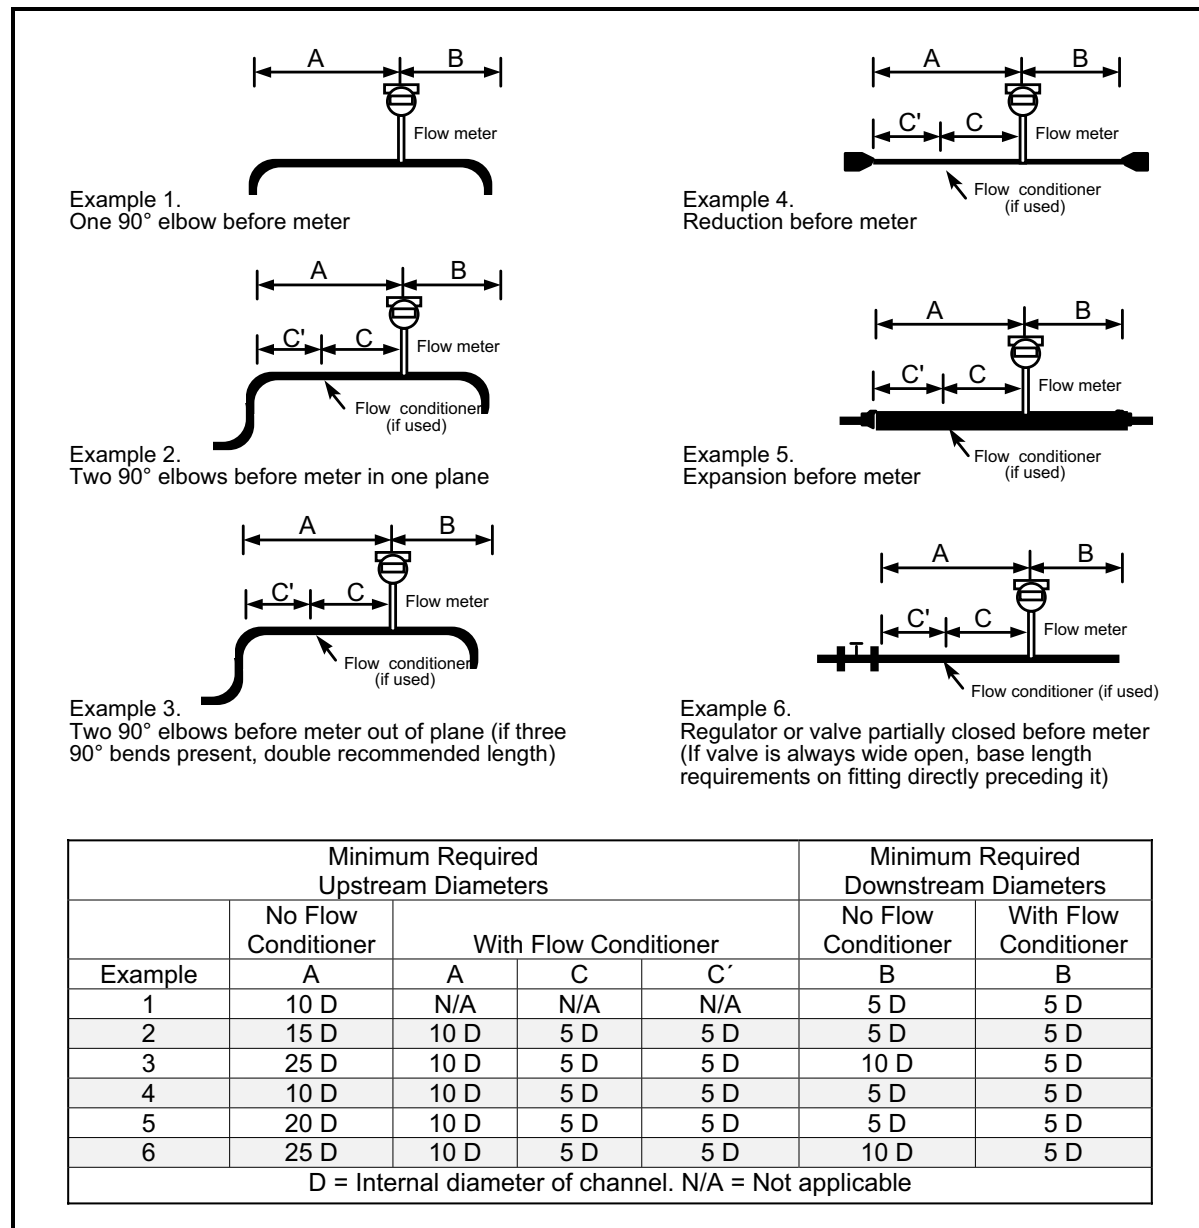 A B
Flow meter
Example 1.
One 90° elbow before meter
A B
C' C
Flow meter
Flow conditioner
(if used)
Example 2.
Two 90° elbows before meter in one plane
A B
C' C
Flow meter
Flow conditioner
(if used)
Example 3.
Two 90° elbows before meter out of plane (if three
90° bends present, double recommended length)
A B
C' C
Flow meter
Flow conditioner
(if used)
Example 4.
Reduction before meter
A B
C' C
Flow meter
Flow conditioner
(if used)
Example 5.
Expansion before meter
A B
C' C
Flow meter
Flow conditioner (if used)
Example 6.
Regulator or valve partially closed before meter
(If valve is always wide open, base length
requirements on fitting directly preceding it)
Minimum Required
Upstream Diameters
Minimum Required
Downstream Diameters
No Flow
Conditioner
With Flow Conditioner
No Flow
Conditioner
With Flow
Conditioner
Example A A C C´ B B
1 10 D N/A N/A N/A 5 D 5 D
2 15 D 10 D 5 D 5 D 5 D 5 D
3 25 D 10 D 5 D 5 D 10 D 5 D
4 10 D 10 D 5 D 5 D 5 D 5 D
5 20 D 10 D 5 D 5 D 5 D 5 D
6 25 D 10 D 5 D 5 D 10 D 5 D
D = Internal diameter of channel. N/A = Not applicable